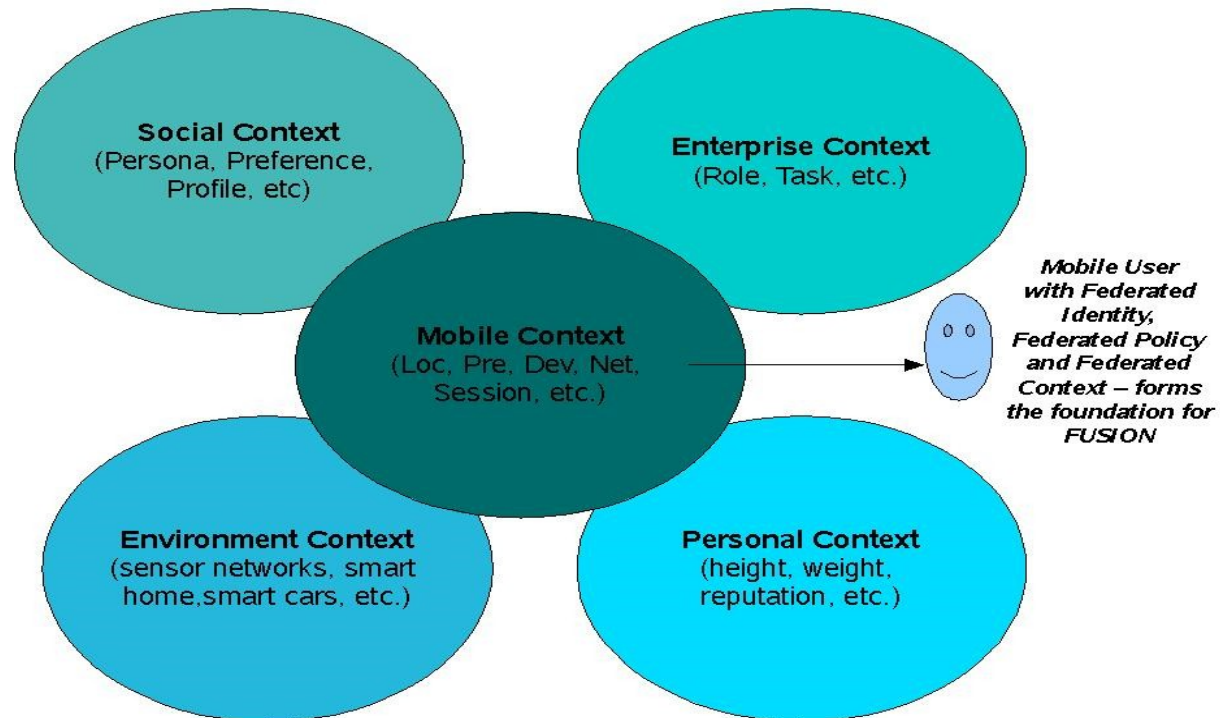 Social Context
(Persona, Preference,
Profile, etc)
Enterprise Context
(Role, Task, etc.)
Mobile Context
(Loc, Pre, Dev, Net,
Session, etc.)
Mobile User
with Federated
Identity,
Federated Policy
and Federated
Context – forms
the foundation for
FUSION
Environment Context
(sensor networks, smart
home,smart cars, etc.)
Personal Context
(height, weight,
reputation, etc.)